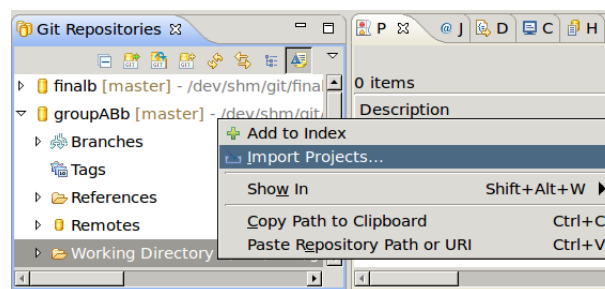 Git Repositories
P
@ J
D
C
H
finalb [master] - /dev/shm/git/fina
0 items
groupABb [master] - /dev/shm/git/
Description
Branches
Add to Index
Import Projects...
Tags
Show In Shift+Alt+W
References
Copy Path to Clipboard Ctrl+C
Remotes
Paste Repository Path or URI Ctrl+V
Working Directory